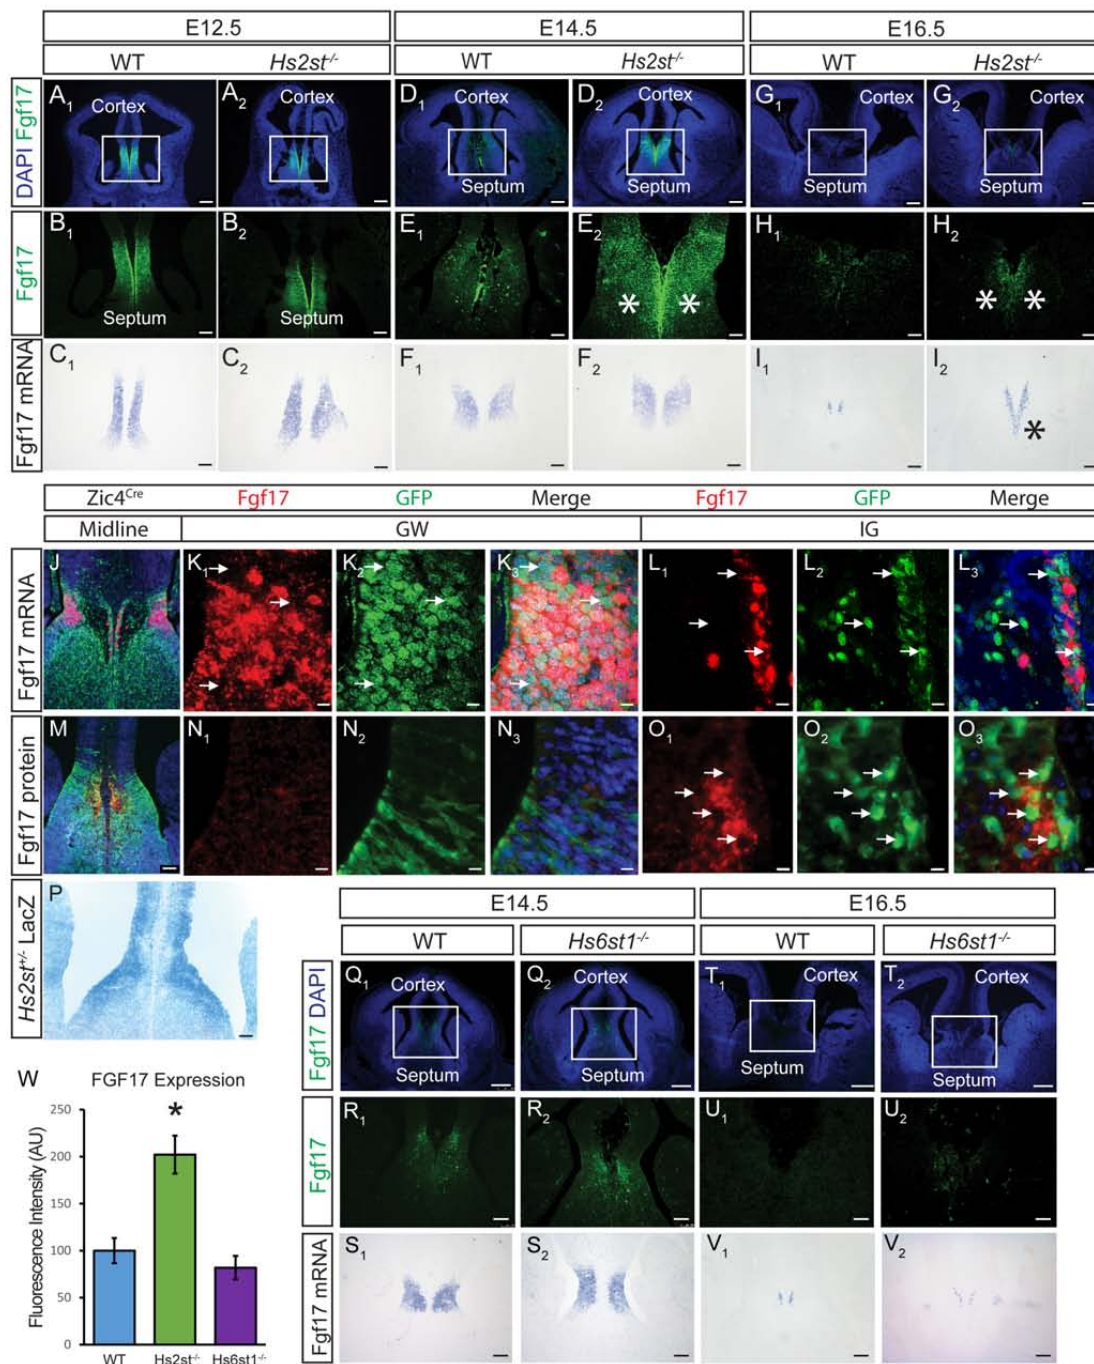 E12.5 E14.5 E16.5
WT Hs2st-/- WT Hs2st-/- WT Hs2st-/-
DAPI Fgf17
A1 Cortex Septum A2 Cortex Septum D1 Cortex Septum D2 Cortex Septum G1 Cortex Septum G2 Cortex Septum
Fgf17
B1 Septum B2 Septum E1 E2 * * H1 H2 * *
Fgf17 mRNA
C1 C2 F1 F2 I1 I2 *
Zic4Cre Fgf17 GFP Merge Fgf17 GFP Merge
Midline GW IG
Fgf17 mRNA
J K1 K2 K3 L1 L2 L3
Fgf17 protein
M N1 N2 N3 O1 O2 O3
Hs2st+/- LacZ
P
E14.5 E16.5
WT Hs6st1-/- WT Hs6st1-/-
Fgf17 DAPI
Q1 Cortex Septum Q2 Cortex Septum T1 Cortex Septum T2 Cortex Septum
Fgf17
R1 R2 U1 U2
Fgf17 mRNA
S1 S2 V1 V2
W FGF17 Expression
Fluorescence Intensity (AU)
250
200
150
100
50
0
*
WT Hs2st-/- Hs6st1-/-